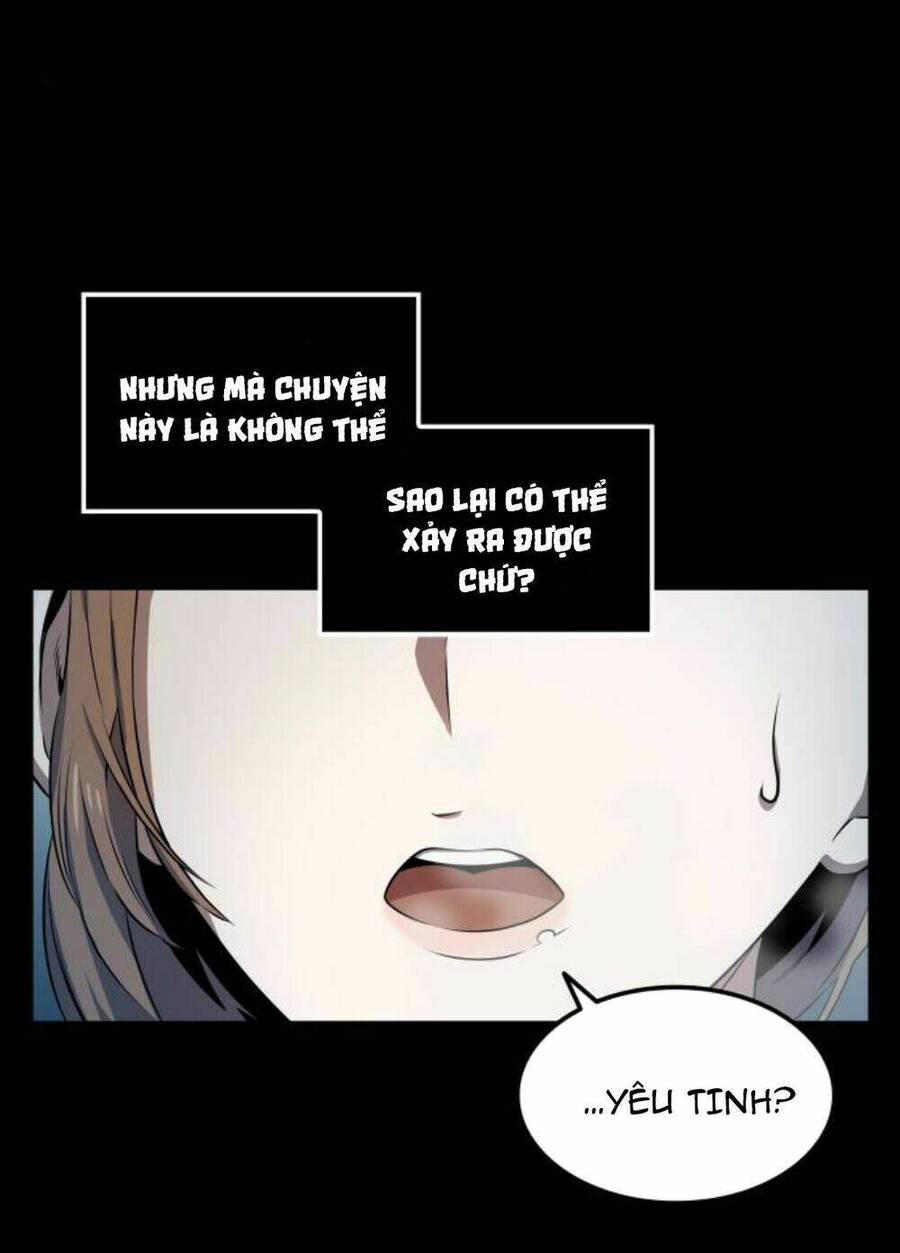 NHƯNG MÀ CHUYỆN
NÀY LÀ KHÔNG THỂ
SAO LẠI CÓ THỂ
XẢY RA ĐƯỢC
CHỨ?
...YÊU TINH?